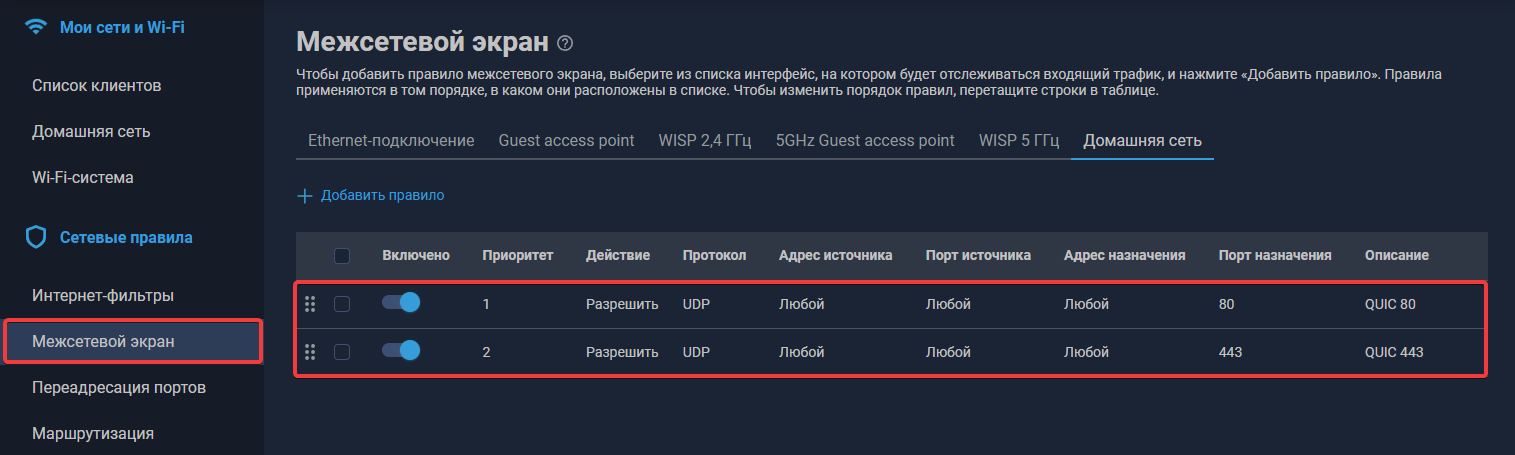 Мои сети и Wi-Fi
Список клиентов
Домашняя сеть
Wi-Fi-система
Сетевые правила
Интернет-фильтры
Межсетевой экран
Переадресация портов
Маршрутизация
Межсетевой экран ?
Чтобы добавить правило межсетевого экрана, выберите из списка интерфейс, на котором будет отслеживаться входящий трафик, и нажмите «Добавить правило». Правила
применяются в том порядке, в каком они расположены в списке. Чтобы изменить порядок правил, перетащите строки в таблице.
Ethernet-подключение Guest access point WISP 2,4 ГГц 5GHz Guest access point WISP 5 ГГц Домашняя сеть
+ Добавить правило
Включено Приоритет Действие Протокол Адрес источника Порт источника Адрес назначения Порт назначения Описание
1 Разрешить UDP Любой Любой Любой 80 QUIC 80
2 Разрешить UDP Любой Любой Любой 443 QUIC 443